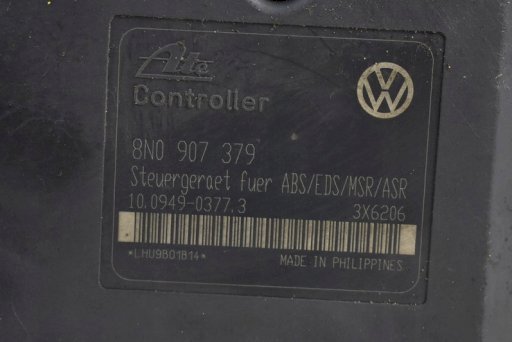 Ate
Controller
8N0 907 379
Steuergeraet fuer ABS/EDS/MSR/ASR
10.0949-0377.3 3X6206
*LHU9801814*
MADE IN PHILIPPINES